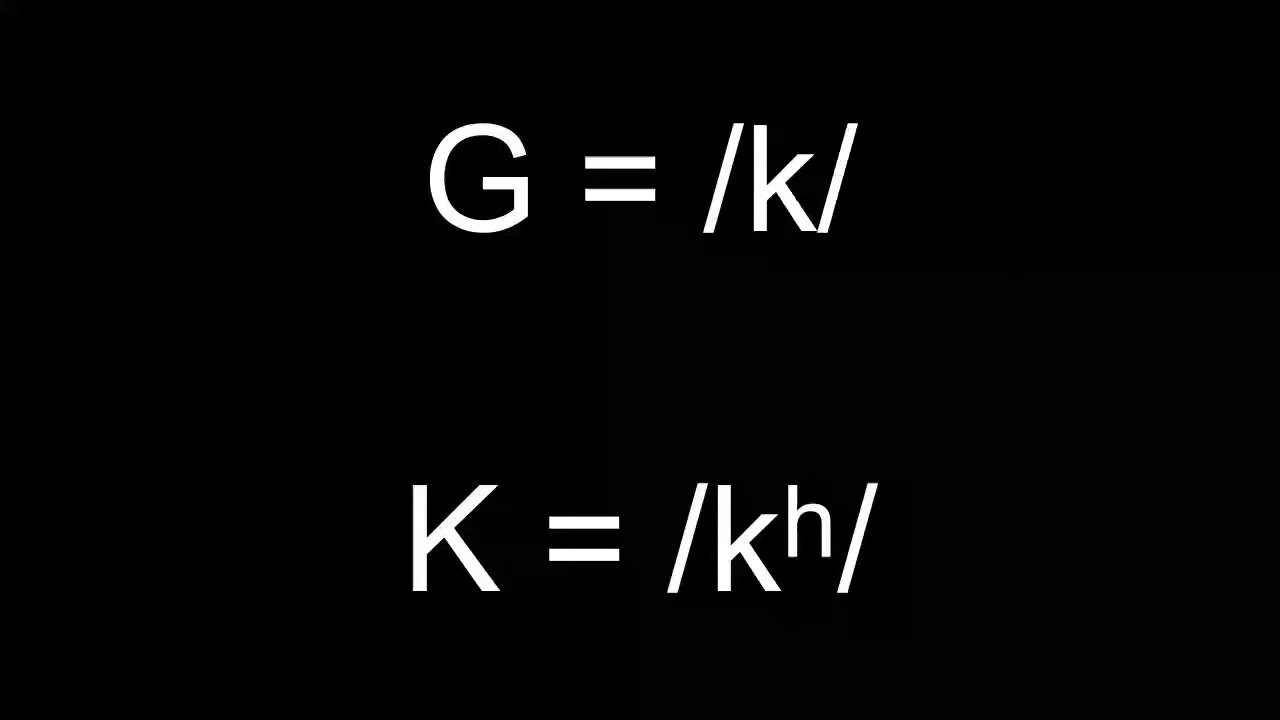 G = /k/
K = /kʰ/